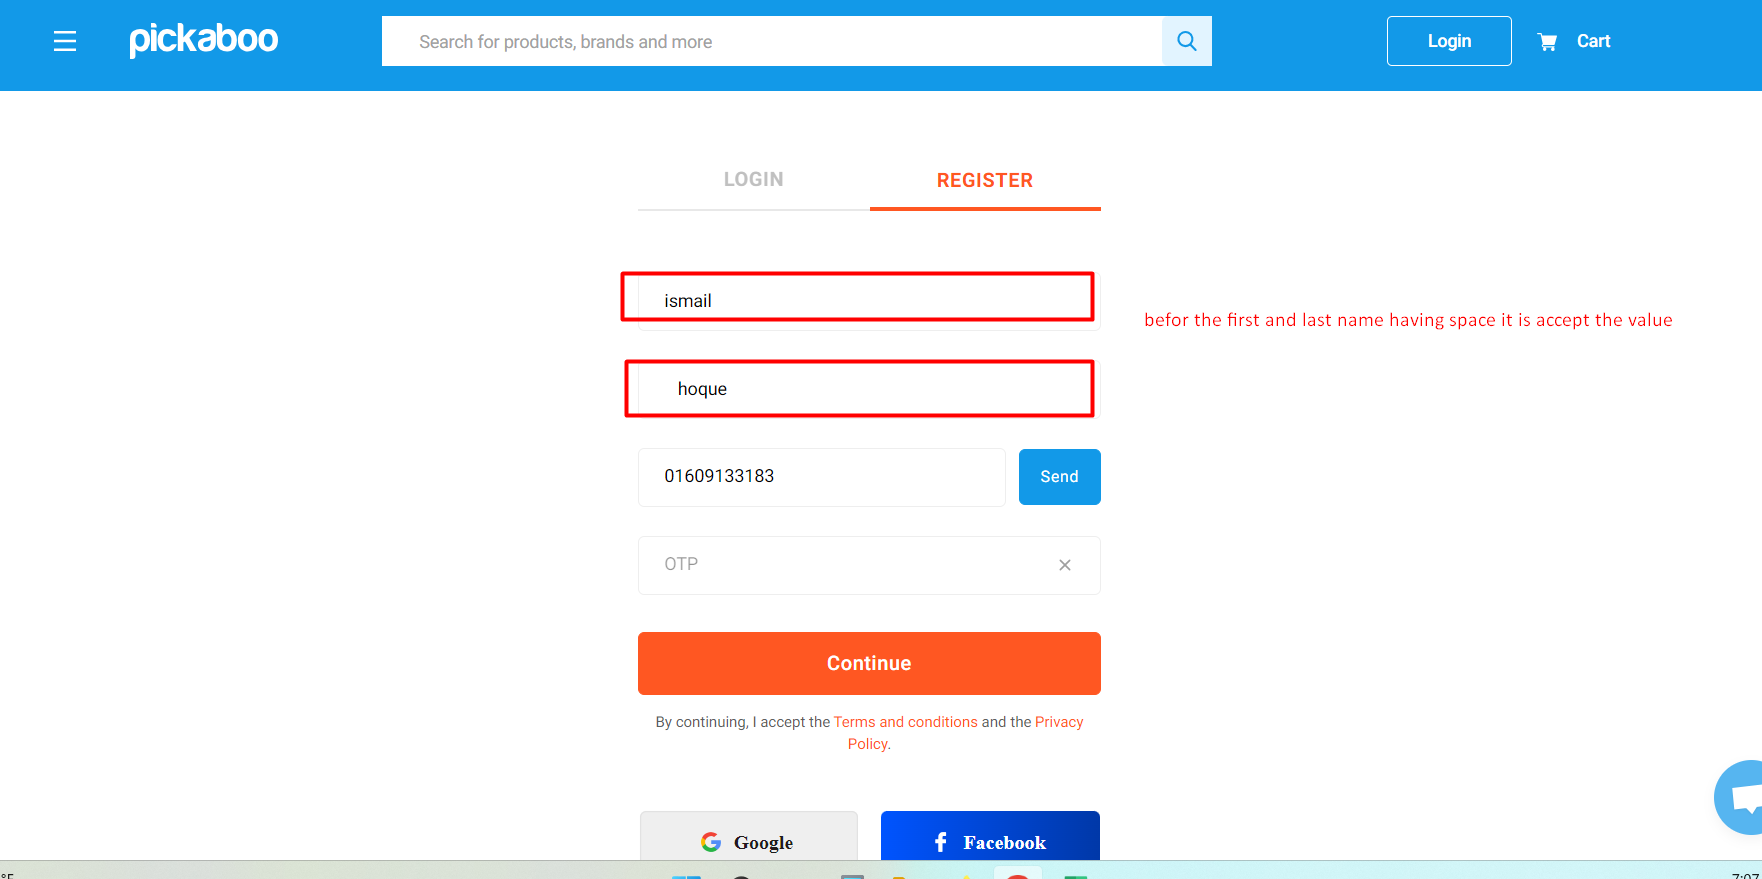 pickaboo
Search for products, brands and more
Login
Cart
LOGIN
REGISTER
ismail
befor the first and last name having space it is accept the value
hoque
01609133183
Send
OTP
Continue
By continuing, I accept the Terms and conditions and the Privacy
Policy.
Google
Facebook